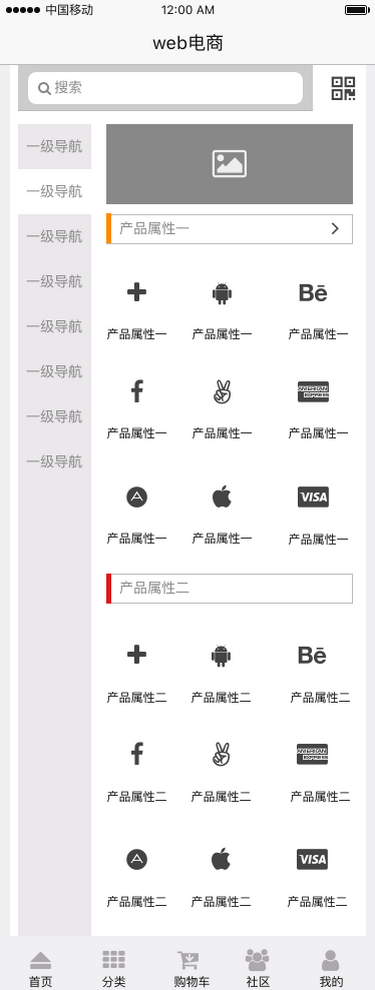 中国移动 12:00 AM
web电商
搜索
一级导航
一级导航
一级导航
一级导航
一级导航
一级导航
一级导航
一级导航
产品属性一
Bē
产品属性一 产品属性一 产品属性一
AMERICAN EXPRESS
产品属性一 产品属性一 产品属性一
VISA
产品属性一 产品属性一 产品属性一
产品属性二
Bē
产品属性二 产品属性二 产品属性二
AMERICAN EXPRESS
产品属性二 产品属性二 产品属性二
VISA
产品属性二 产品属性二 产品属性二
首页 分类 购物车 社区 我的